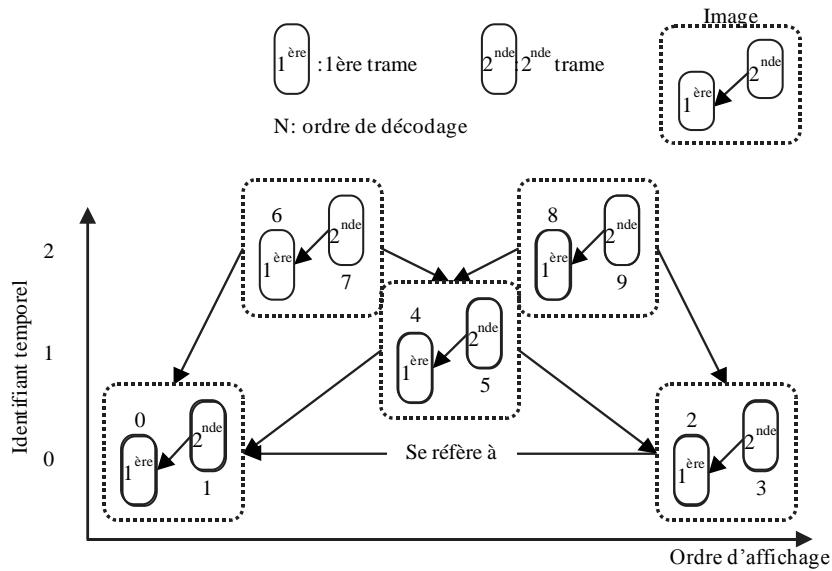 Image
1ère :1ère trame
2nde :2nde trame
1ère 2nde
N: ordre de décodage
6 8
2nde 2nde
2
1ère 1ère
7 9
4
2nde
1
1ère
5
0 2
2nde 2nde
0
Se réfère à
1ère 1ère
1 3
Identifiant temporel
Ordre d'affichage